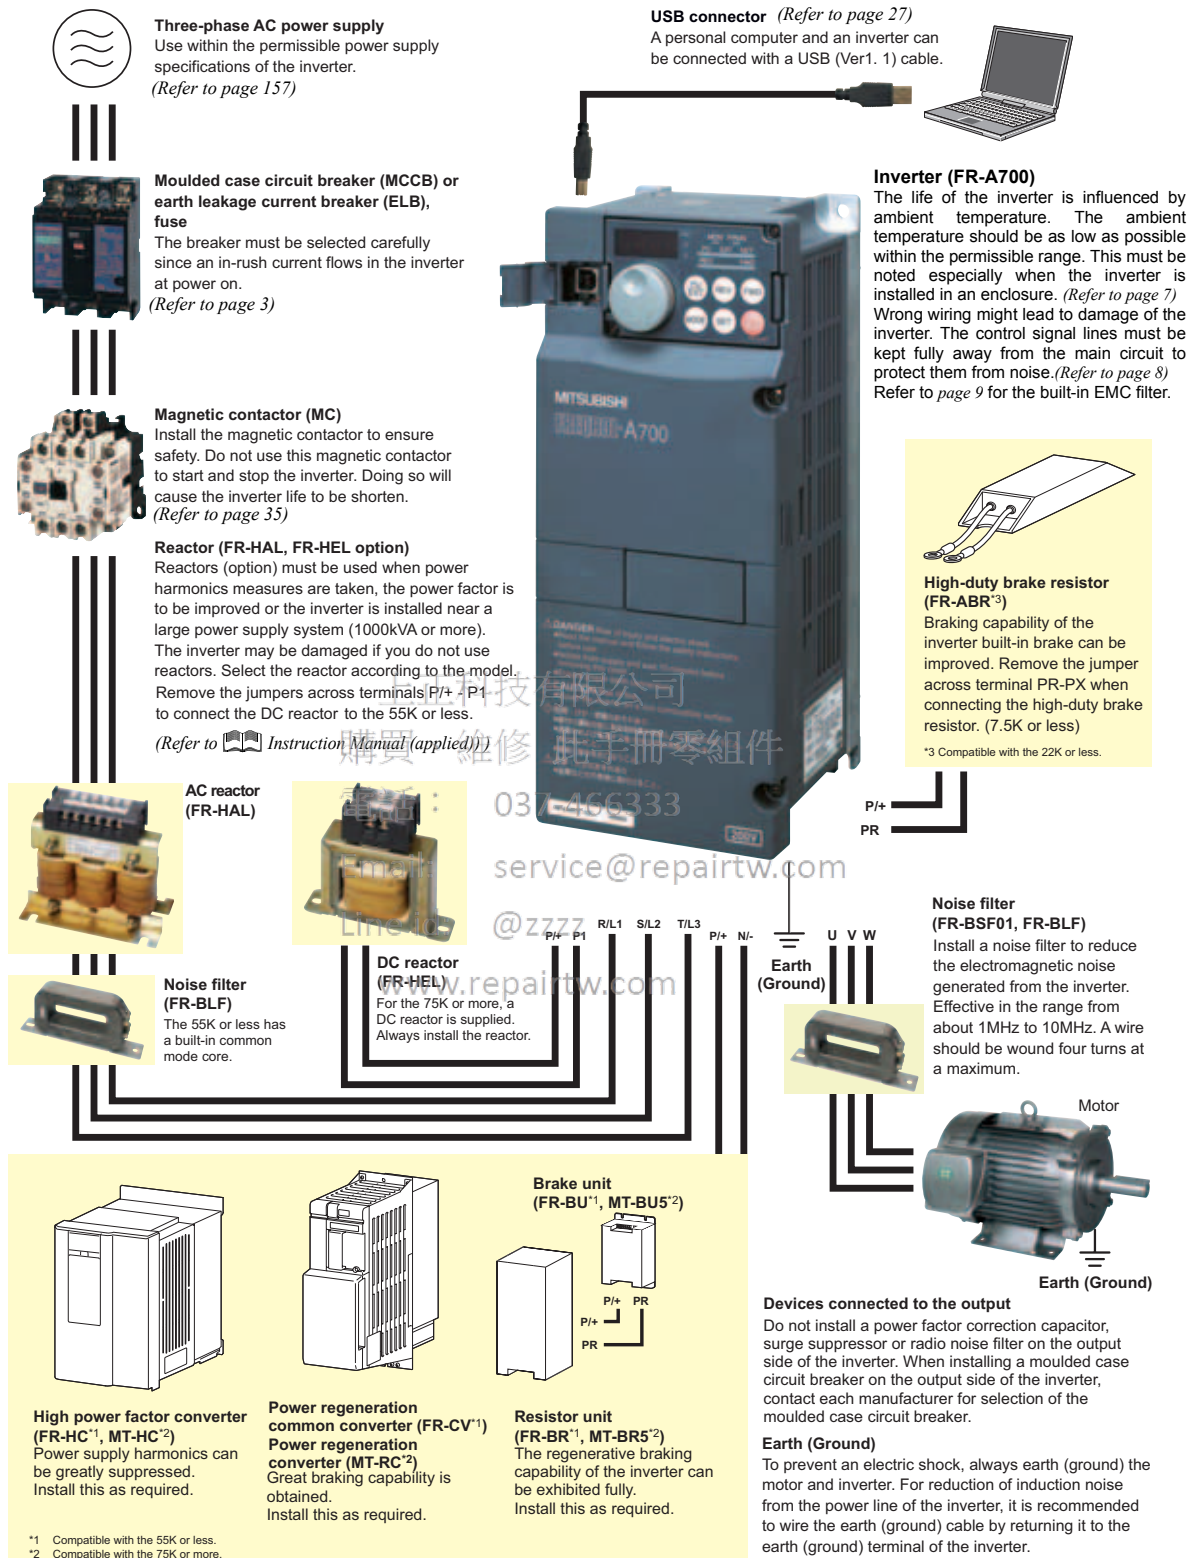 Three-phase AC power supply
Use within the permissible power supply
specifications of the inverter.
(Refer to page 157)
USB connector (Refer to page 27)
A personal computer and an inverter can
be connected with a USB (Ver1. 1) cable.
Moulded case circuit breaker (MCCB) or
earth leakage current breaker (ELB),
fuse
The breaker must be selected carefully
since an in-rush current flows in the inverter
at power on.
(Refer to page 3)
Inverter (FR-A700)
The life of the inverter is influenced by
ambient temperature. The ambient
temperature should be as low as possible
within the permissible range. This must be
noted especially when the inverter is
installed in an enclosure. (Refer to page 7)
Wrong wiring might lead to damage of the
inverter. The control signal lines must be
kept fully away from the main circuit to
protect them from noise.(Refer to page 8)
Refer to page 9 for the built-in EMC filter.
REV FWD
MODE SET
MITSUBISHI
A700
DANGER
200V
Magnetic contactor (MC)
Install the magnetic contactor to ensure
safety. Do not use this magnetic contactor
to start and stop the inverter. Doing so will
cause the inverter life to be shorten.
(Refer to page 35)
Reactor (FR-HAL, FR-HEL option)
Reactors (option) must be used when power
harmonics measures are taken, the power factor is
to be improved or the inverter is installed near a
large power supply system (1000kVA or more).
The inverter may be damaged if you do not use
reactors. Select the reactor according to the model.
Remove the jumpers across terminals P/+ - P1
to connect the DC reactor to the 55K or less.
(Refer to Instruction Manual (applied)) )
上正科技有限公司
購買 維修 此手冊零組件
電話： 037-466333
Email: service@repairtw.com
Line id: @zzzz
www.repairtw.com
High-duty brake resistor
(FR-ABR*3)
Braking capability of the
inverter built-in brake can be
improved. Remove the jumper
across terminal PR-PX when
connecting the high-duty brake
resistor. (7.5K or less)
*3 Compatible with the 22K or less.
P/+
PR
AC reactor
(FR-HAL)
Noise filter
(FR-BLF)
The 55K or less has
a built-in common
mode core.
DC reactor
(FR-HEL)
For the 75K or more, a
DC reactor is supplied.
Always install the reactor.
P/+ P1 R/L1 S/L2 T/L3 P/+ N/-
Earth
(Ground)
U V W
Noise filter
(FR-BSF01, FR-BLF)
Install a noise filter to reduce
the electromagnetic noise
generated from the inverter.
Effective in the range from
about 1MHz to 10MHz. A wire
should be wound four turns at
a maximum.
Motor
Earth (Ground)
Brake unit
(FR-BU*1, MT-BU5*2)
P/+ PR
P/+
PR
High power factor converter
(FR-HC*1, MT-HC*2)
Power supply harmonics can
be greatly suppressed.
Install this as required.
Power regeneration
common converter (FR-CV*1)
Power regeneration
converter (MT-RC*2)
Great braking capability is
obtained.
Install this as required.
Resistor unit
(FR-BR*1, MT-BR5*2)
The regenerative braking
capability of the inverter can
be exhibited fully.
Install this as required.
*1 Compatible with the 55K or less.
*2 Compatible with the 75K or more.
Devices connected to the output
Do not install a power factor correction capacitor,
surge suppressor or radio noise filter on the output
side of the inverter. When installing a moulded case
circuit breaker on the output side of the inverter,
contact each manufacturer for selection of the
moulded case circuit breaker.
Earth (Ground)
To prevent an electric shock, always earth (ground) the
motor and inverter. For reduction of induction noise
from the power line of the inverter, it is recommended
to wire the earth (ground) cable by returning it to the
earth (ground) terminal of the inverter.